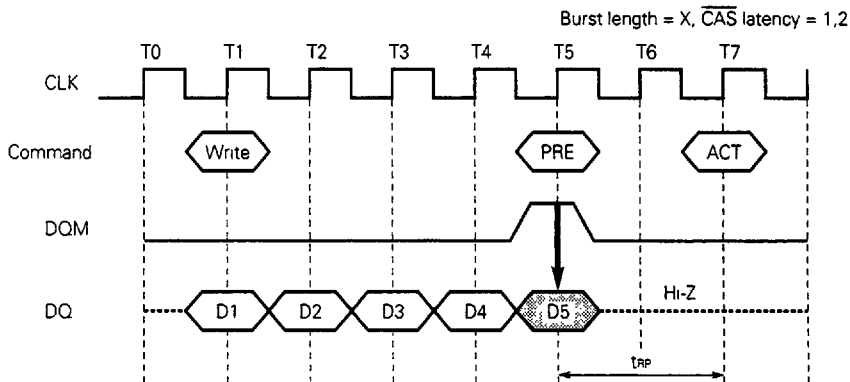 Burst length = X, CAS latency = 1,2
T0 T1 T2 T3 T4 T5 T6 T7
CLK
Command Write PRE ACT
DQM
DQ D1 D2 D3 D4 D5 Hi-Z
tRP